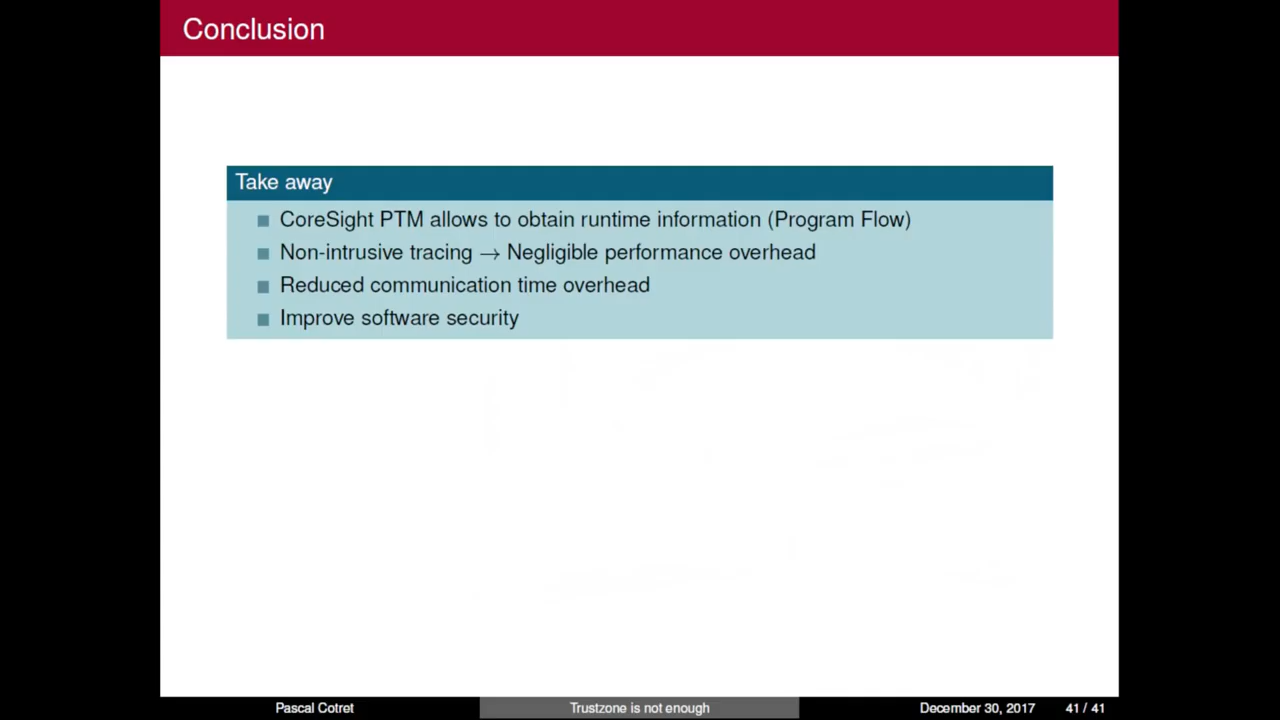 Conclusion
Take away
CoreSight PTM allows to obtain runtime information (Program Flow)
Non-intrusive tracing → Negligible performance overhead
Reduced communication time overhead
Improve software security
Pascal Cotret
Trustzone is not enough
December 30, 2017
41 / 41